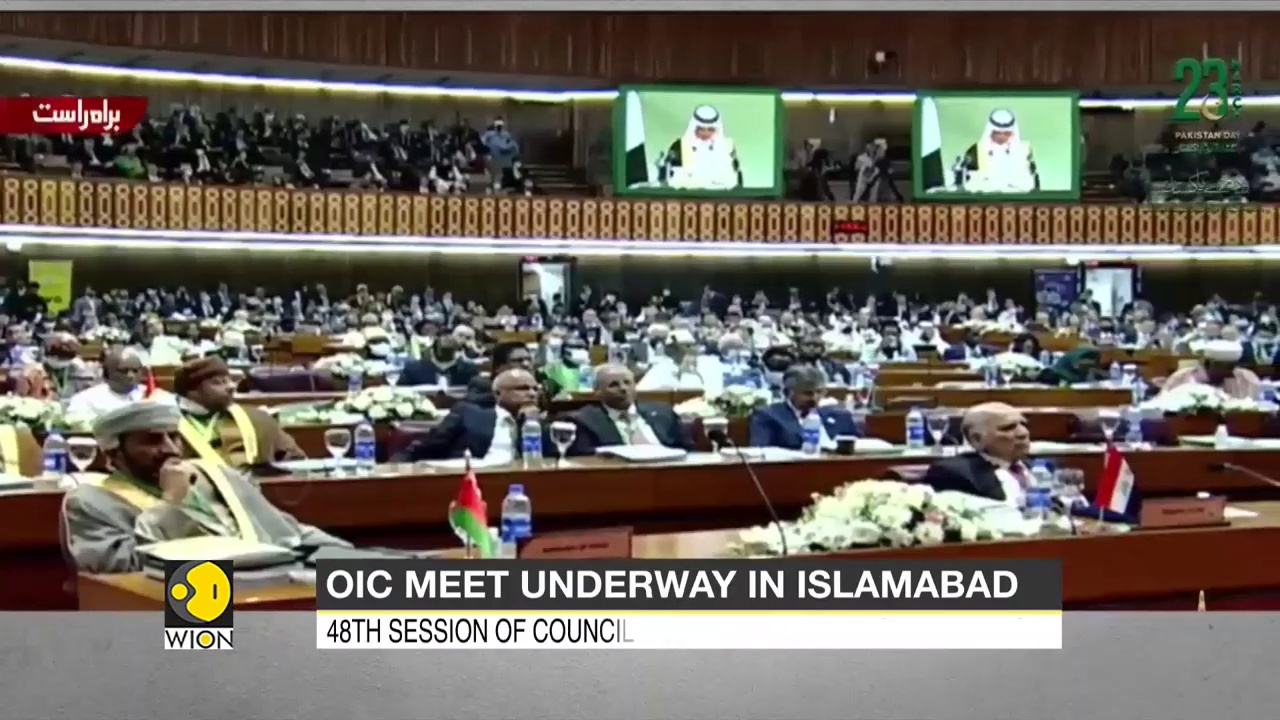 براہ راست
23
PAKISTAN DAY
OIC MEET UNDERWAY IN ISLAMABAD
48TH SESSION OF COUNCIL
WION